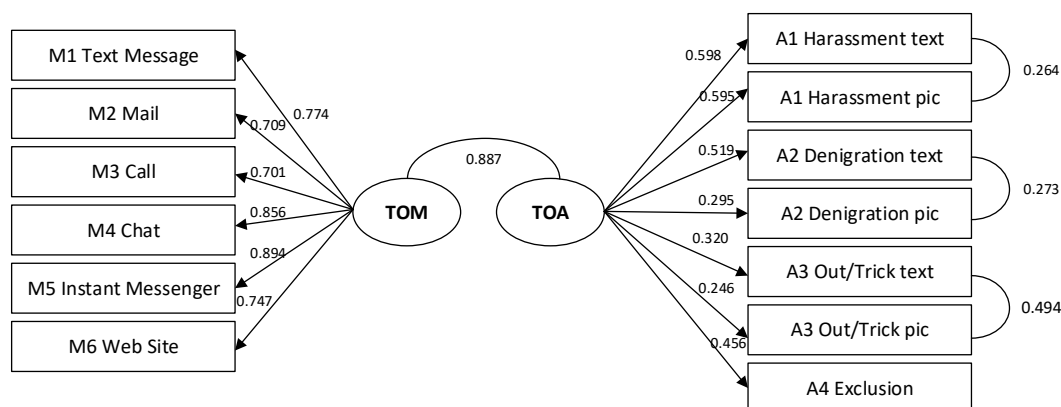 M1 Text Message
M2 Mail
M3 Call
M4 Chat
M5 Instant Messenger
M6 Web Site
0.774
0.709
0.701
0.856
0.894
0.747
TOM
0.887
TOA
0.598
0.595
0.519
0.295
0.320
0.246
0.456
A1 Harassment text
A1 Harassment pic
A2 Denigration text
A2 Denigration pic
A3 Out/Trick text
A3 Out/Trick pic
A4 Exclusion
0.264
0.273
0.494